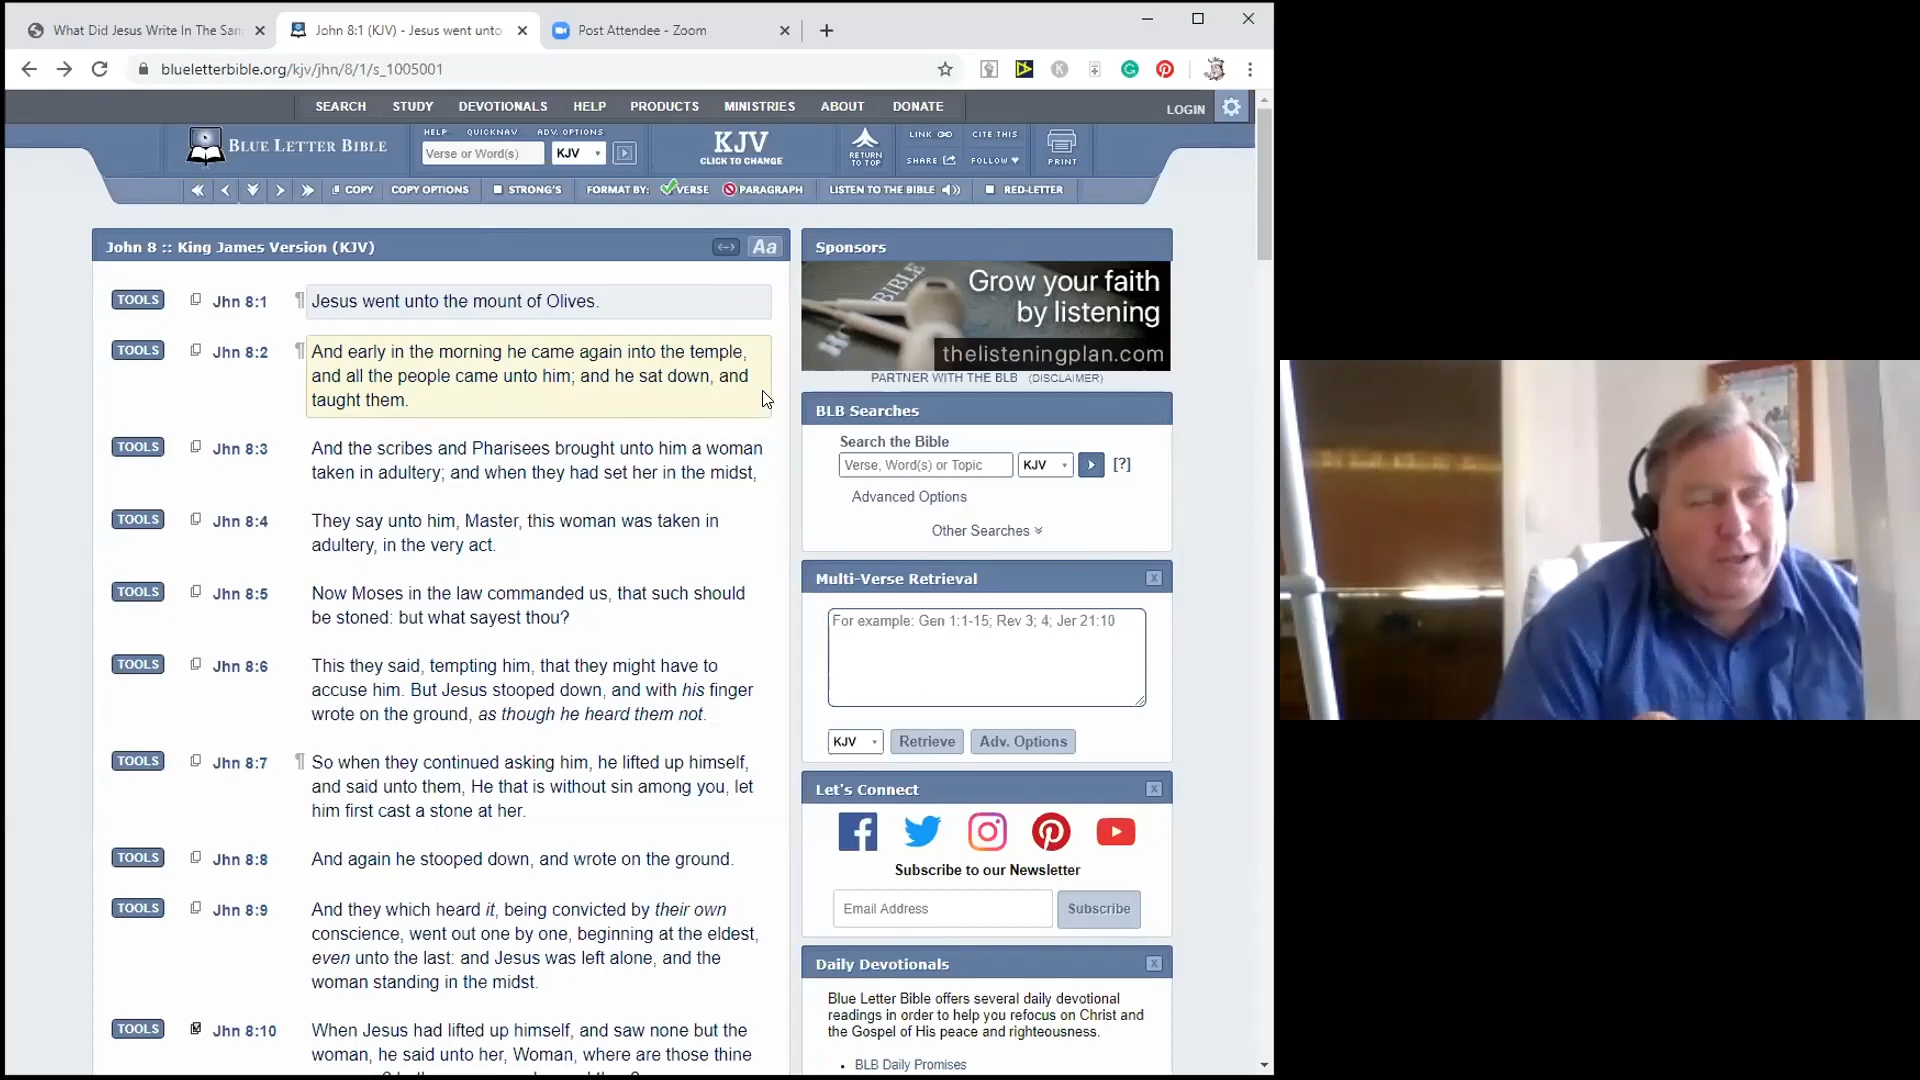 What Did Jesus Write In The San
John 8:1 (KJV) - Jesus went unto
Post Attendee - Zoom
blueletterbible.org/kjv/jhn/8/1/s_1005001
SEARCH STUDY DEVOTIONALS HELP PRODUCTS MINISTRIES ABOUT DONATE LOGIN
BLUE LETTER BIBLE
HELP QUICKNAV ADV. OPTIONS
Verse or Word(s) KJV
KJV
CLICK TO CHANGE
RETURN
TO TOP
LINK CITE THIS
SHARE FOLLOW
PRINT
COPY COPY OPTIONS STRONG'S FORMAT BY: VERSE PARAGRAPH LISTEN TO THE BIBLE RED-LETTER
John 8 :: King James Version (KJV) Aa
TOOLS Jhn 8:1 ¶ Jesus went unto the mount of Olives.
TOOLS Jhn 8:2 ¶ And early in the morning he came again into the temple,
and all the people came unto him; and he sat down, and
taught them.
TOOLS Jhn 8:3 And the scribes and Pharisees brought unto him a woman
taken in adultery; and when they had set her in the midst,
TOOLS Jhn 8:4 They say unto him, Master, this woman was taken in
adultery, in the very act.
TOOLS Jhn 8:5 Now Moses in the law commanded us, that such should
be stoned: but what sayest thou?
TOOLS Jhn 8:6 This they said, tempting him, that they might have to
accuse him. But Jesus stooped down, and with his finger
wrote on the ground, as though he heard them not.
TOOLS Jhn 8:7 ¶ So when they continued asking him, he lifted up himself,
and said unto them, He that is without sin among you, let
him first cast a stone at her.
TOOLS Jhn 8:8 And again he stooped down, and wrote on the ground.
TOOLS Jhn 8:9 And they which heard it, being convicted by their own
conscience, went out one by one, beginning at the eldest,
even unto the last: and Jesus was left alone, and the
woman standing in the midst.
TOOLS Jhn 8:10 When Jesus had lifted up himself, and saw none but the
woman, he said unto her, Woman, where are those thine
Sponsors
BIBLE
Grow your faith
by listening
thelisteningplan.com
PARTNER WITH THE BLB (DISCLAIMER)
BLB Searches
Search the Bible
Verse, Word(s) or Topic KJV [?]
Advanced Options
Other Searches
Multi-Verse Retrieval X
For example: Gen 1:1-15; Rev 3; 4; Jer 21:10
KJV Retrieve Adv. Options
Let's Connect X
Subscribe to our Newsletter
Email Address Subscribe
Daily Devotionals X
Blue Letter Bible offers several daily devotional
readings in order to help you refocus on Christ and
the Gospel of His peace and righteousness.
• BLB Daily Promises